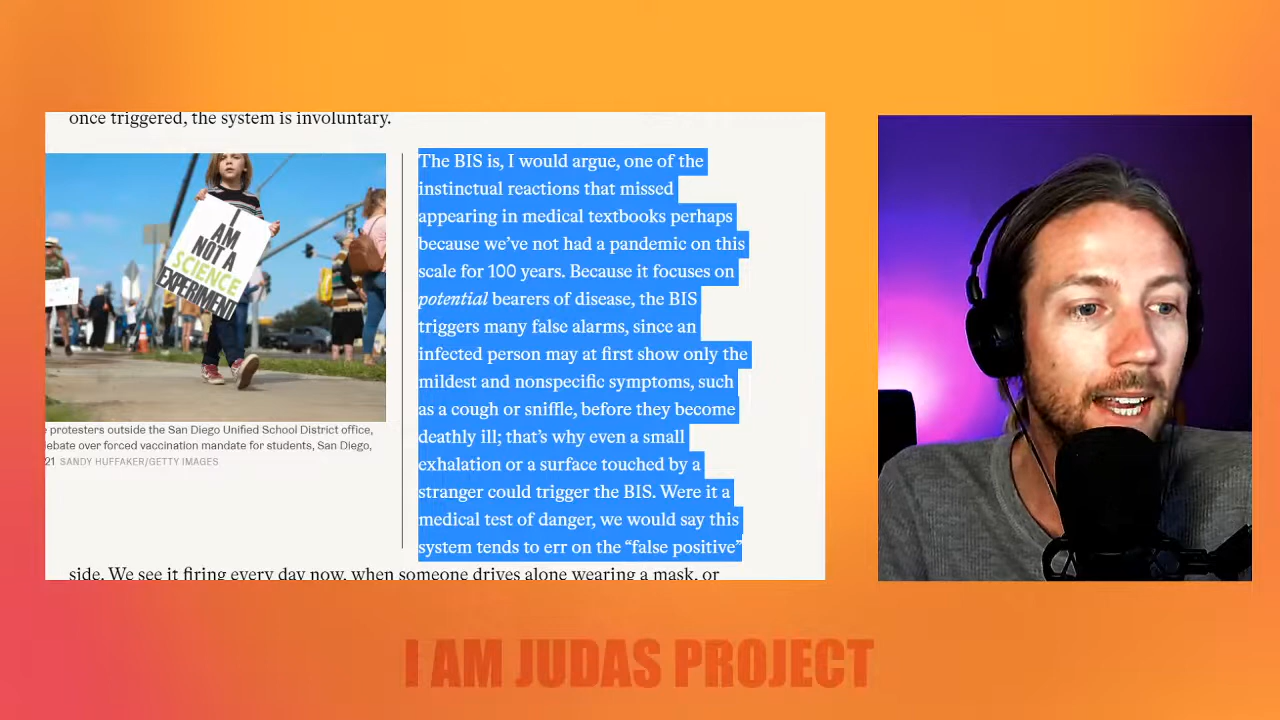 once triggered, the system is involuntary.
I
AM
NOT A
SCIENCE
EXPERIMENT
protesters outside the San Diego Unified School District office,
ebate over forced vaccination mandate for students, San Diego,
21 SANDY HUFFAKER/GETTY IMAGES
The BIS is, I would argue, one of the
instinctual reactions that missed
appearing in medical textbooks perhaps
because we’ve not had a pandemic on this
scale for 100 years. Because it focuses on
potential bearers of disease, the BIS
triggers many false alarms, since an
infected person may at first show only the
mildest and nonspecific symptoms, such
as a cough or sniffle, before they become
deathly ill; that’s why even a small
exhalation or a surface touched by a
stranger could trigger the BIS. Were it a
medical test of danger, we would say this
system tends to err on the “false positive”
side. We see it firing every day now, when someone drives alone wearing a mask, or
I AM JUDAS PROJECT